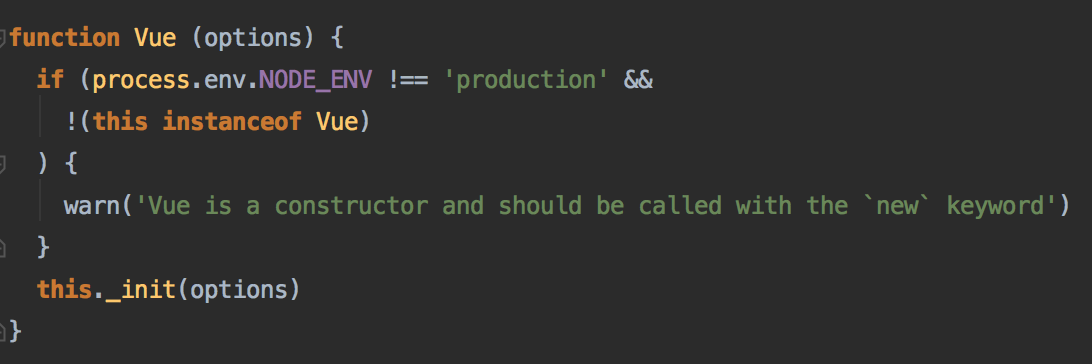 function Vue (options) {
  if (process.env.NODE_ENV !== 'production' &&
    !(this instanceof Vue)
  ) {
    warn('Vue is a constructor and should be called with the `new` keyword')
  }
  this._init(options)
}